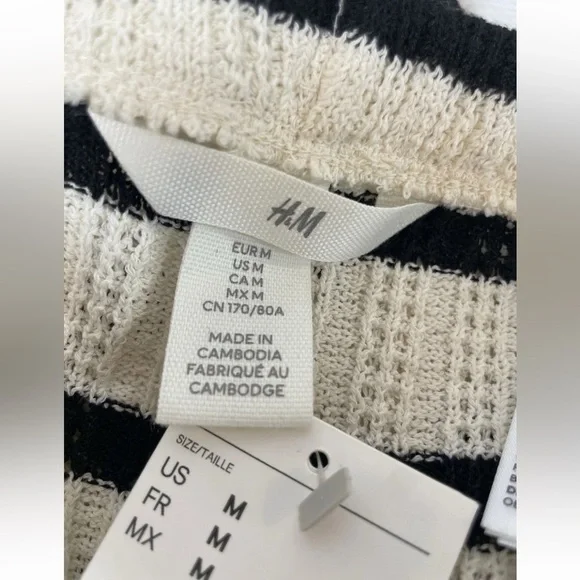 H&M
EUR M
US M
CA M
MX M
CN 170/80A
MADE IN
CAMBODIA
FABRIQUÉ AU
CAMBODGE
SIZE/TAILLE
US M
FR M
MX M